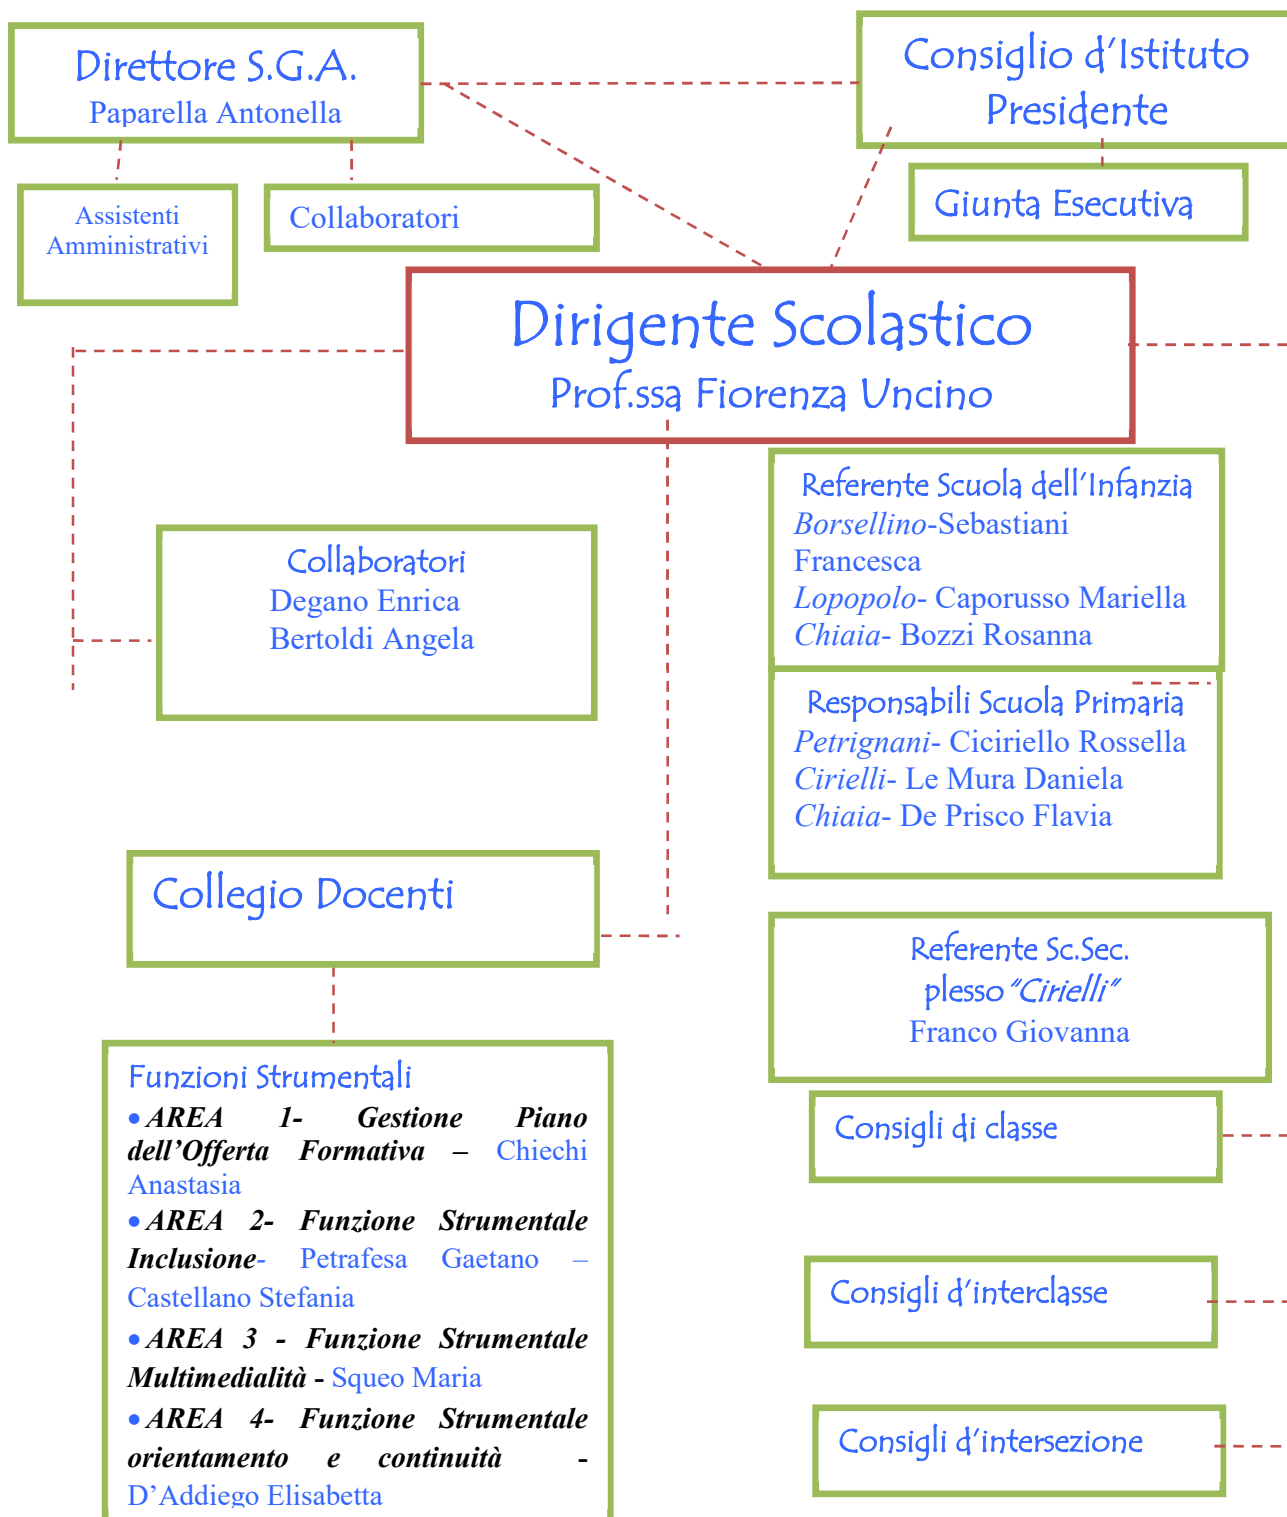 Direttore S.G.A.
Paparella Antonella
Consiglio d'Istituto
Presidente
Assistenti
Amministrativi
Collaboratori
Giunta Esecutiva
Dirigente Scolastico
Prof.ssa Fiorenza Uncino
Collaboratori
Degano Enrica
Bertoldi Angela
Referente Scuola dell'Infanzia
Borsellino-Sebastiani
Francesca
Lopopolo- Caporusso Mariella
Chiaia- Bozzi Rosanna
Responsabili Scuola Primaria
Petrignani- Ciciriello Rossella
Cirielli- Le Mura Daniela
Chiaia- De Prisco Flavia
Collegio Docenti
Referente Sc.Sec.
plesso "Cirielli"
Franco Giovanna
Funzioni Strumentali
• AREA 1- Gestione Piano
dell'Offerta Formativa – Chiechi
Anastasia
• AREA 2- Funzione Strumentale
Inclusione- Petrafesa Gaetano –
Castellano Stefania
• AREA 3 - Funzione Strumentale
Multimedialità - Squeo Maria
• AREA 4- Funzione Strumentale
orientamento e continuità -
D'Addiego Elisabetta
Consigli di classe
Consigli d'interclasse
Consigli d'intersezione